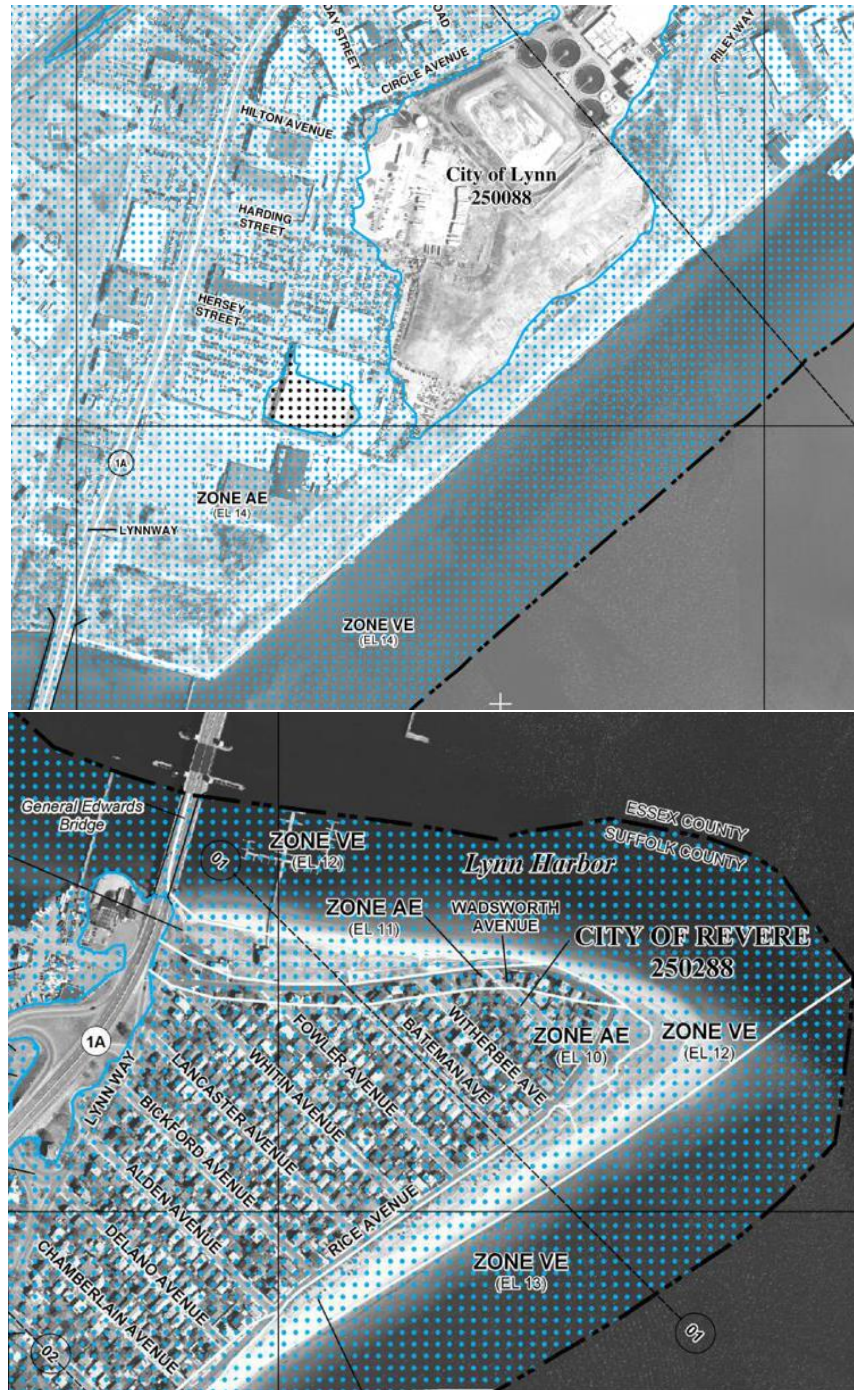 DAY STREET
ROAD
CIRCLE AVENUE
RILEY WAY
HILTON AVENUE
City of Lynn
250088
HARDING
STREET
HERSEY
STREET
1A
ZONE AE
(EL 14)
LYNNWAY
ZONE VE
(EL 14)
General Edwards
Bridge
01
ZONE VE
(EL 12)
ESSEX COUNTY
SUFFOLK COUNTY
Lynn Harbor
ZONE AE
(EL 11)
WADSWORTH
AVENUE
CITY OF REVERE
250288
1A
LYNN WAY
WITHERBEE AVE
BATEMAN AVE
FOWLER AVENUE
WHITIN AVENUE
LANCASTER AVENUE
BICKFORD AVENUE
ALDEN AVENUE
DELANO AVENUE
CHAMBERLAIN AVENUE
RICE AVENUE
ZONE AE
(EL 10)
ZONE VE
(EL 12)
ZONE VE
(EL 13)
01
02